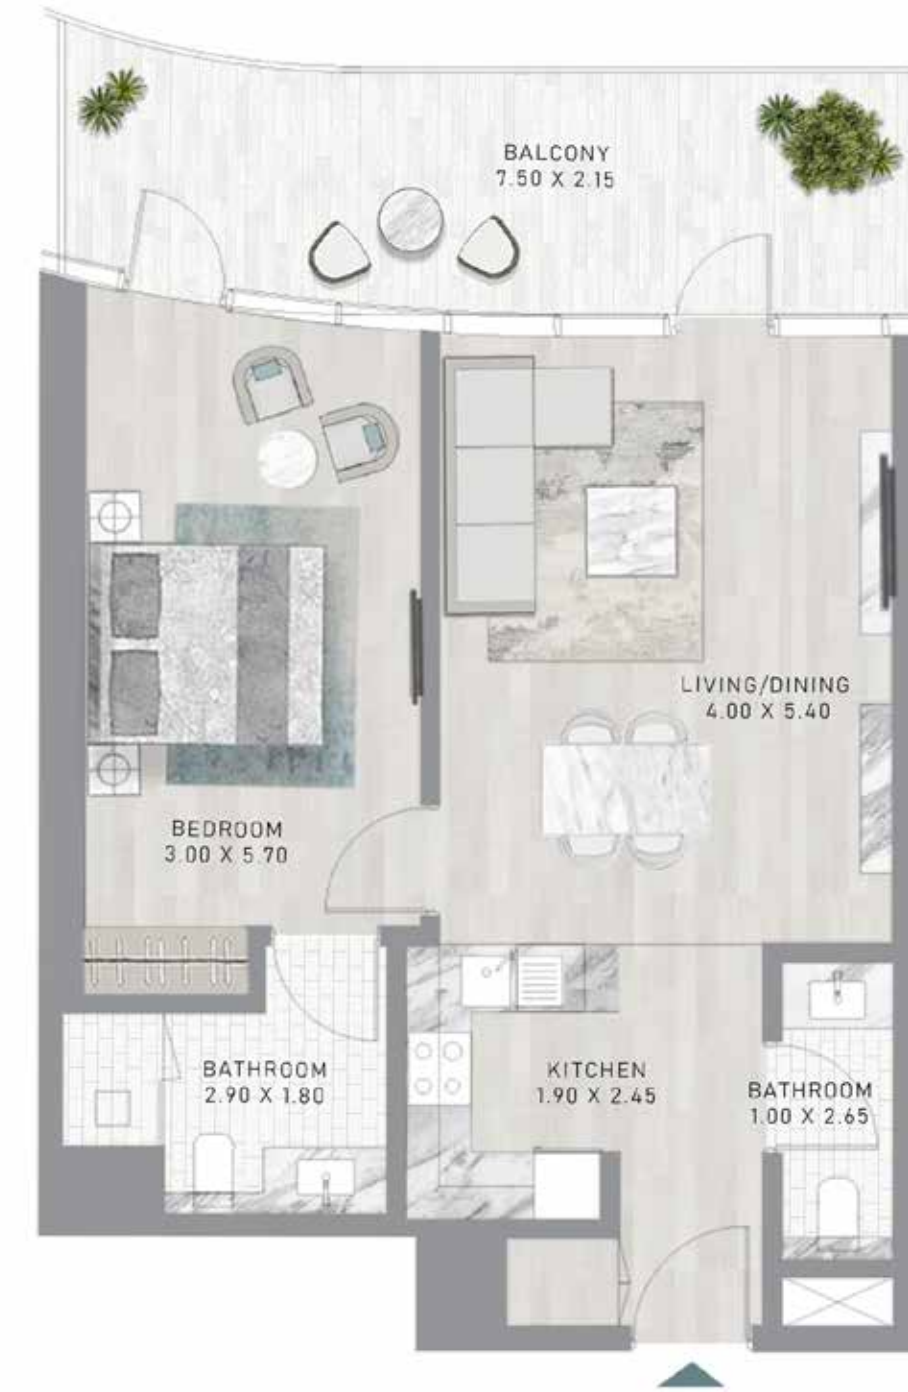 BALCONY
7.50 X 2.15
LIVING/DINING
4.00 X 5.40
BEDROOM
3.00 X 5.70
BATHROOM
2.90 X 1.80
KITCHEN
1.90 X 2.45
BATHROOM
1.00 X 2.65